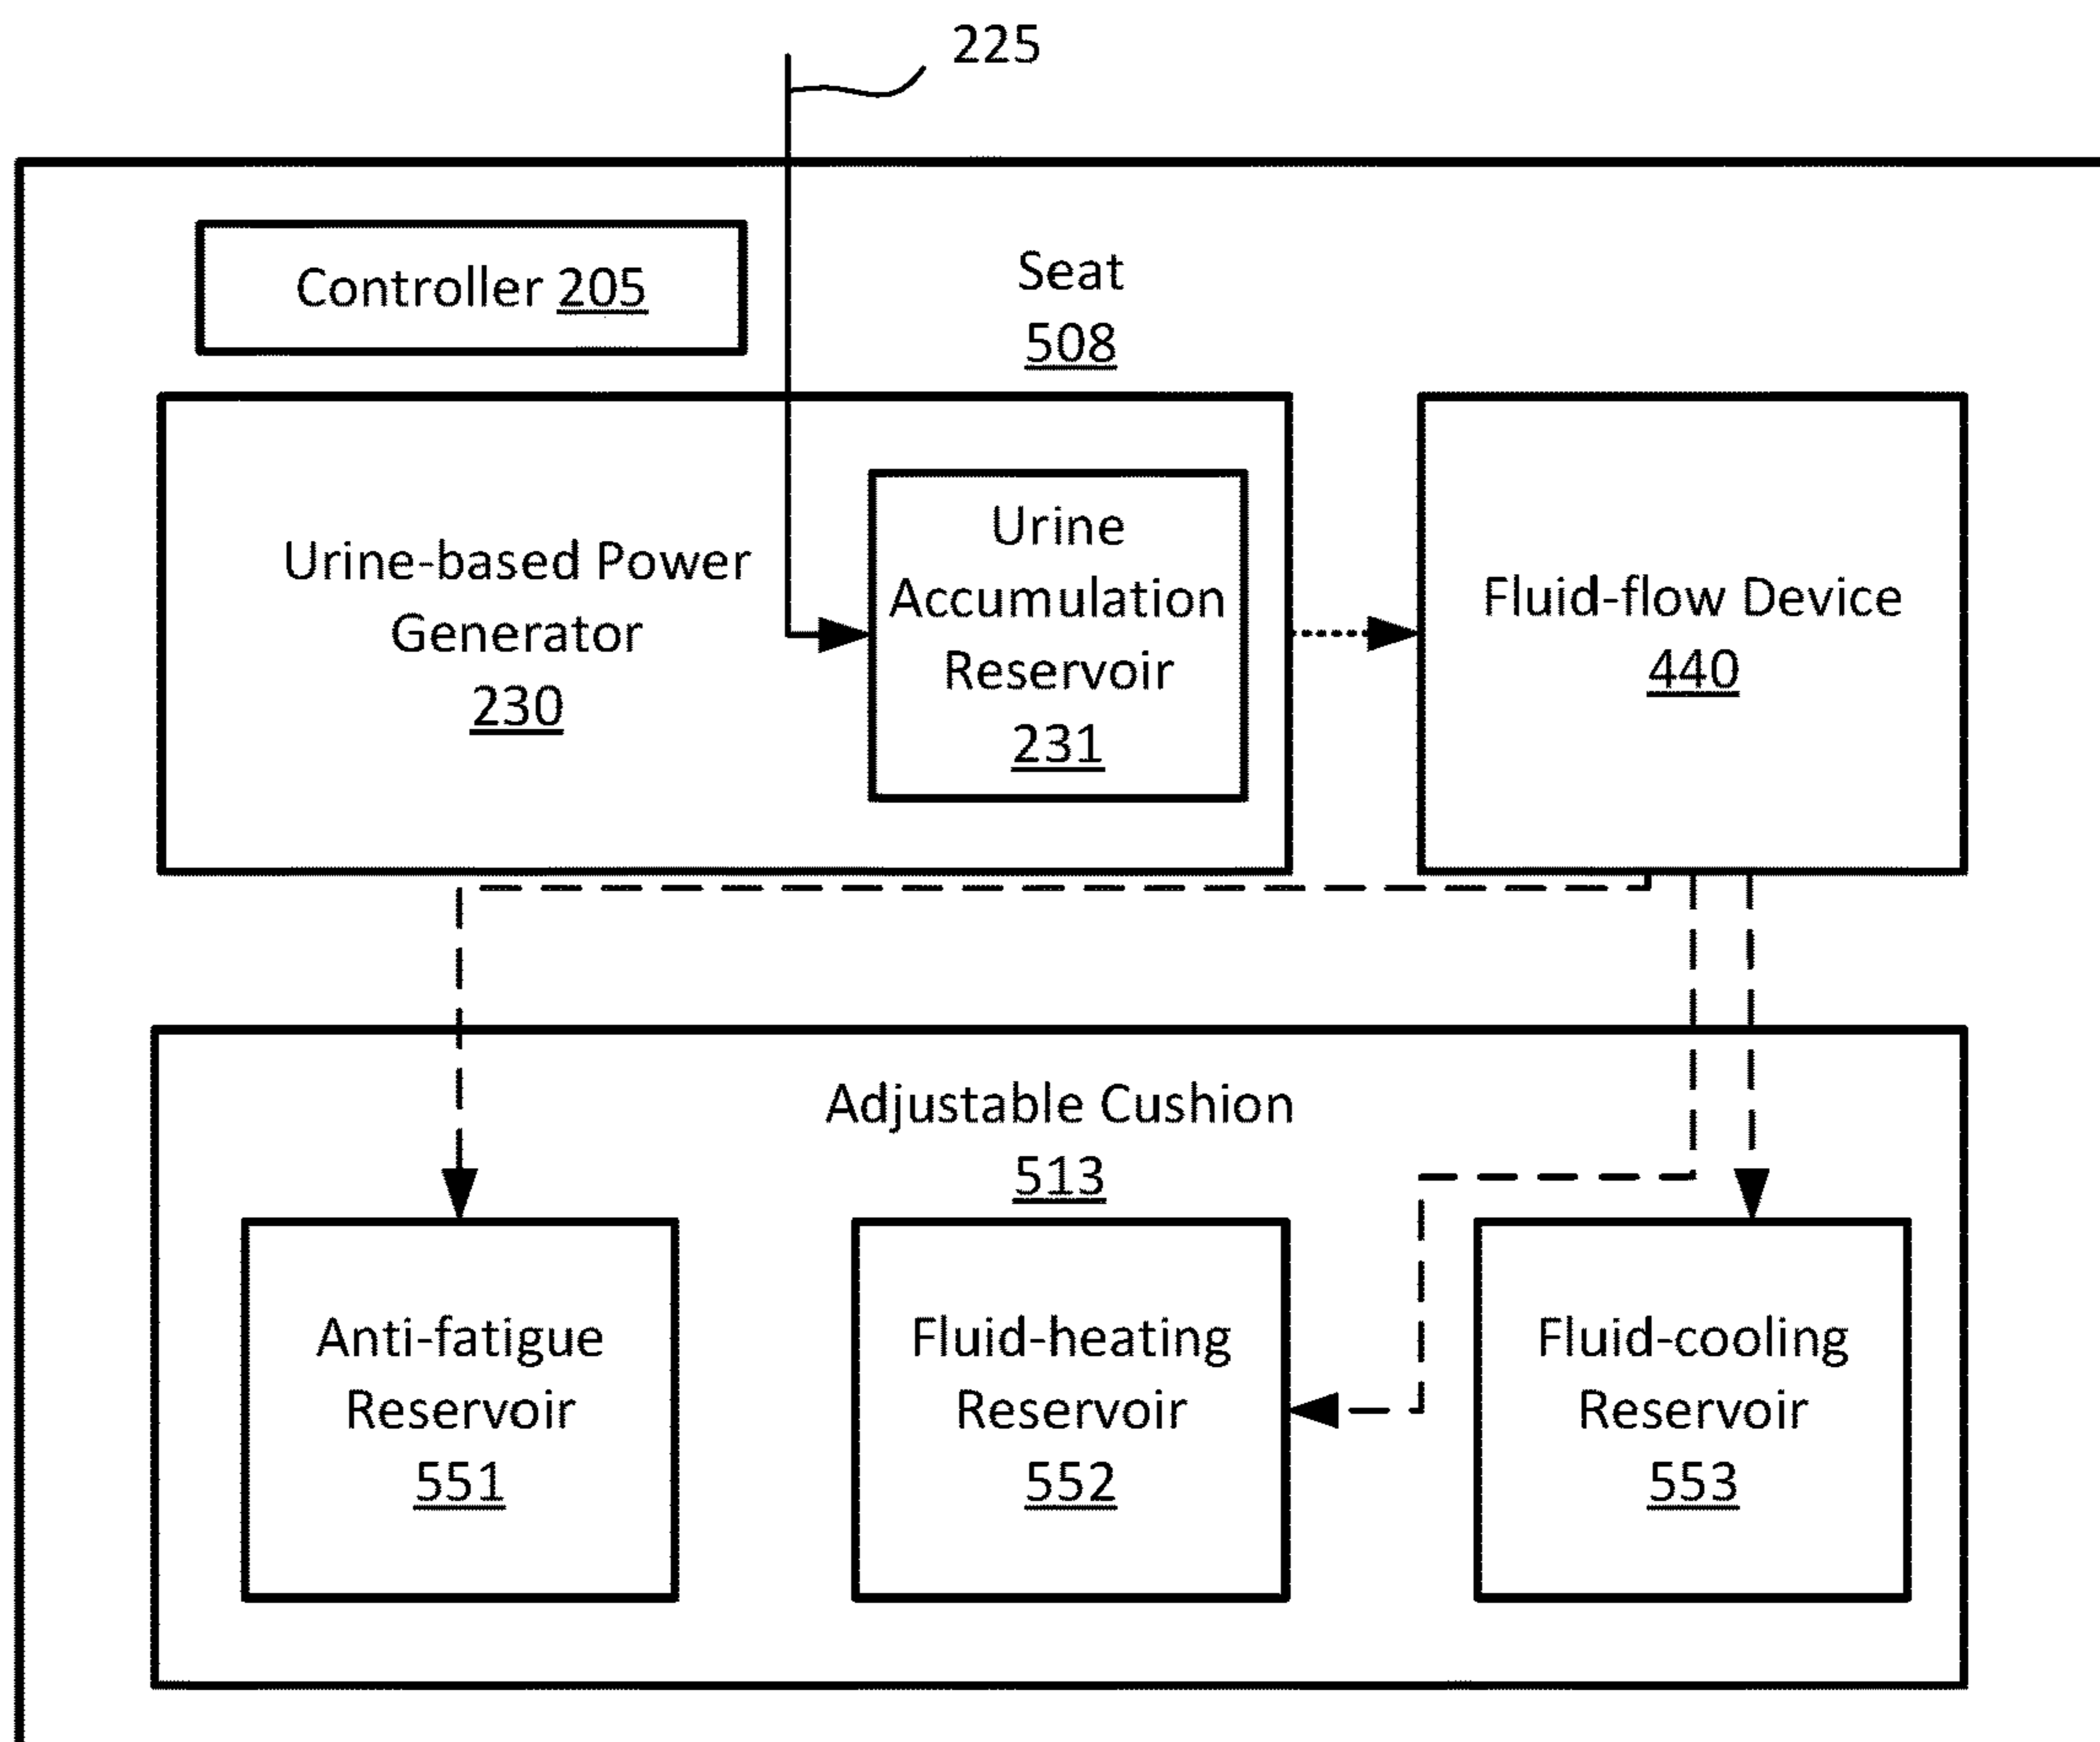 225
Controller 205
Seat
508
Urine-based Power
Generator
230
Urine
Accumulation
Reservoir
231
Fluid-flow Device
440
Adjustable Cushion
513
Anti-fatigue
Reservoir
551
Fluid-heating
Reservoir
552
Fluid-cooling
Reservoir
553